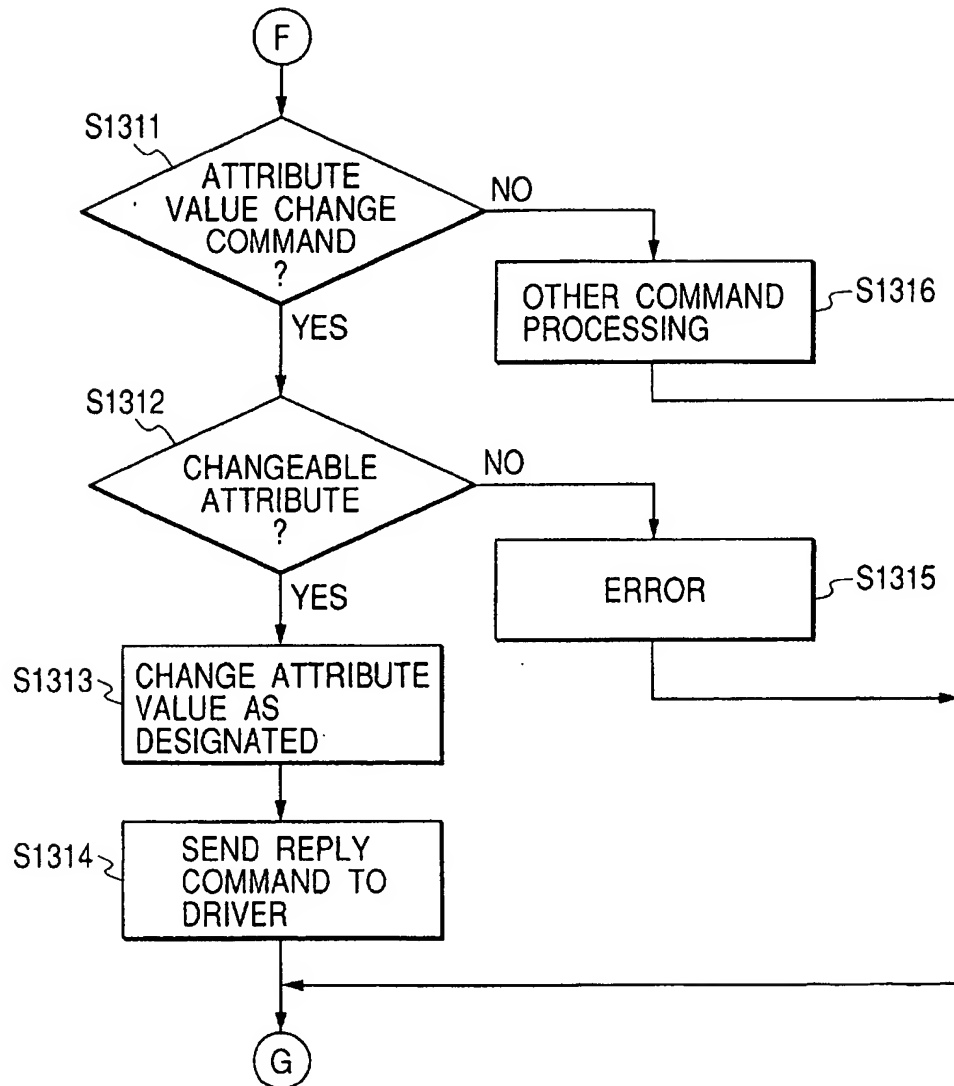 F
S1311
ATTRIBUTE
VALUE CHANGE
COMMAND
?
NO
YES
OTHER COMMAND
PROCESSING
S1316
S1312
CHANGEABLE
ATTRIBUTE
?
NO
YES
ERROR
S1315
S1313
CHANGE ATTRIBUTE
VALUE AS
DESIGNATED
S1314
SEND REPLY
COMMAND TO
DRIVER
G